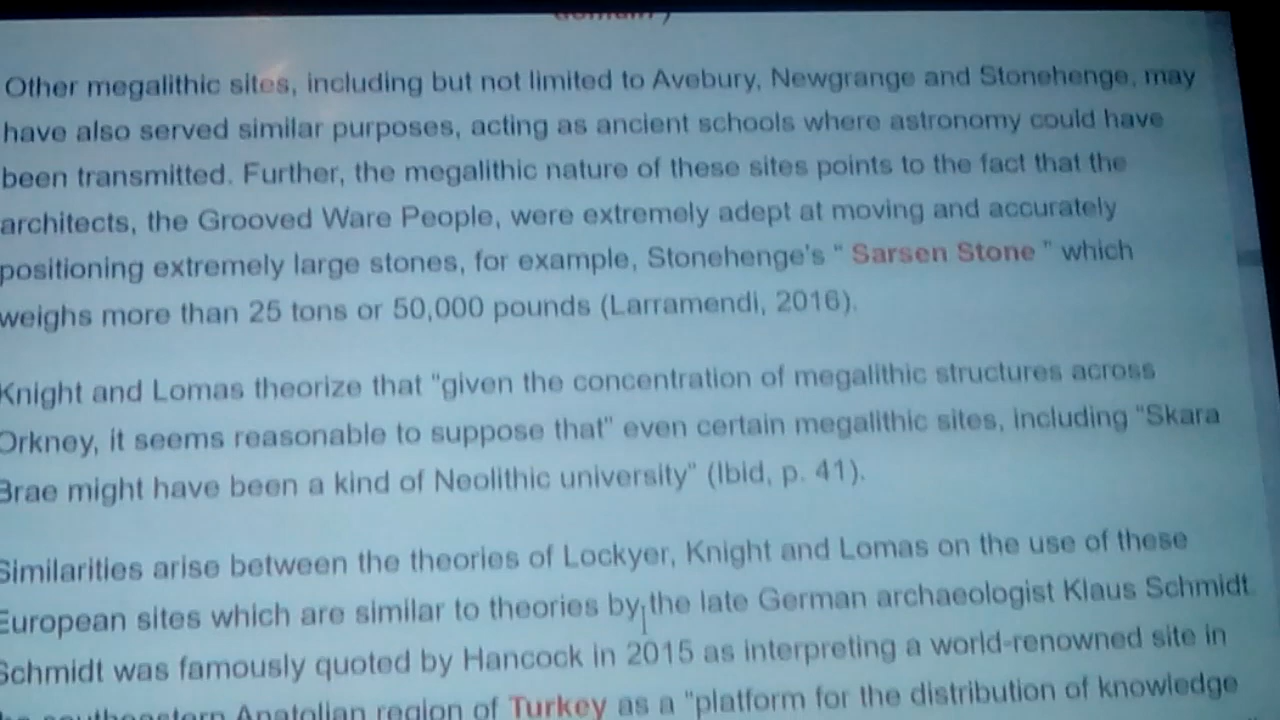 Other megalithic sites, including but not limited to Avebury, Newgrange and Stonehenge, may
have also served similar purposes, acting as ancient schools where astronomy could have
been transmitted. Further, the megalithic nature of these sites points to the fact that the
architects, the Grooved Ware People, were extremely adept at moving and accurately
positioning extremely large stones, for example, Stonehenge's " Sarsen Stone " which
weighs more than 25 tons or 50,000 pounds (Larramendi, 2016).
Knight and Lomas theorize that "given the concentration of megalithic structures across
Orkney, it seems reasonable to suppose that" even certain megalithic sites, including "Skara
Brae might have been a kind of Neolithic university" (Ibid, p. 41).
Similarities arise between the theories of Lockyer, Knight and Lomas on the use of these
European sites which are similar to theories by the late German archaeologist Klaus Schmidt
Schmidt was famously quoted by Hancock in 2015 as interpreting a world-renowned site in
southeastern Anatolian region of Turkey as a "platform for the distribution of knowledge